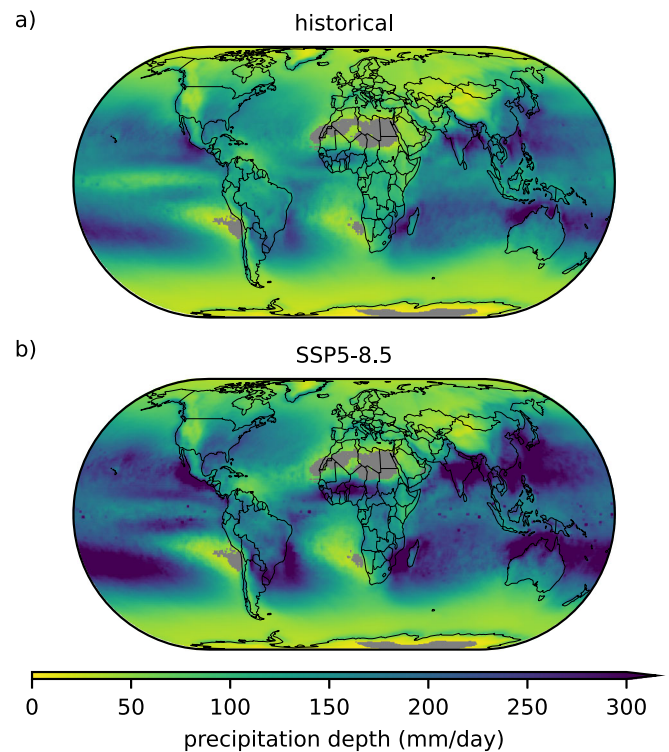 a)
historical
b)
SSP5-8.5
0 50 100 150 200 250 300
precipitation depth (mm/day)